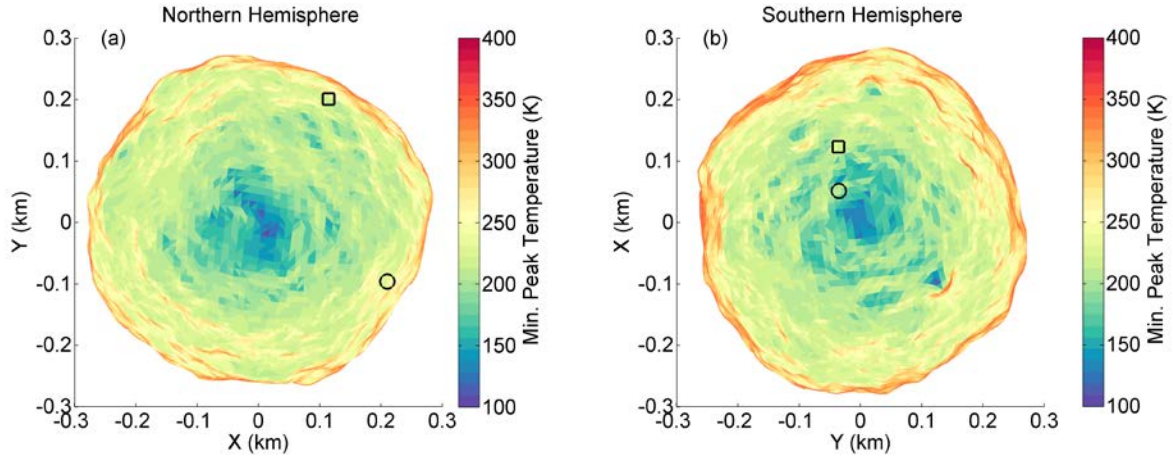 Northern Hemisphere
(a)
0.3
0.2
0.1
0
-0.1
-0.2
-0.3
Y (km)
-0.3 -0.2 -0.1 0 0.1 0.2 0.3
X (km)
400
350
300
250
200
150
100
Min. Peak Temperature (K)
Southern Hemisphere
(b)
0.3
0.2
0.1
0
-0.1
-0.2
-0.3
X (km)
-0.3 -0.2 -0.1 0 0.1 0.2 0.3
Y (km)
400
350
300
250
200
150
100
Min. Peak Temperature (K)